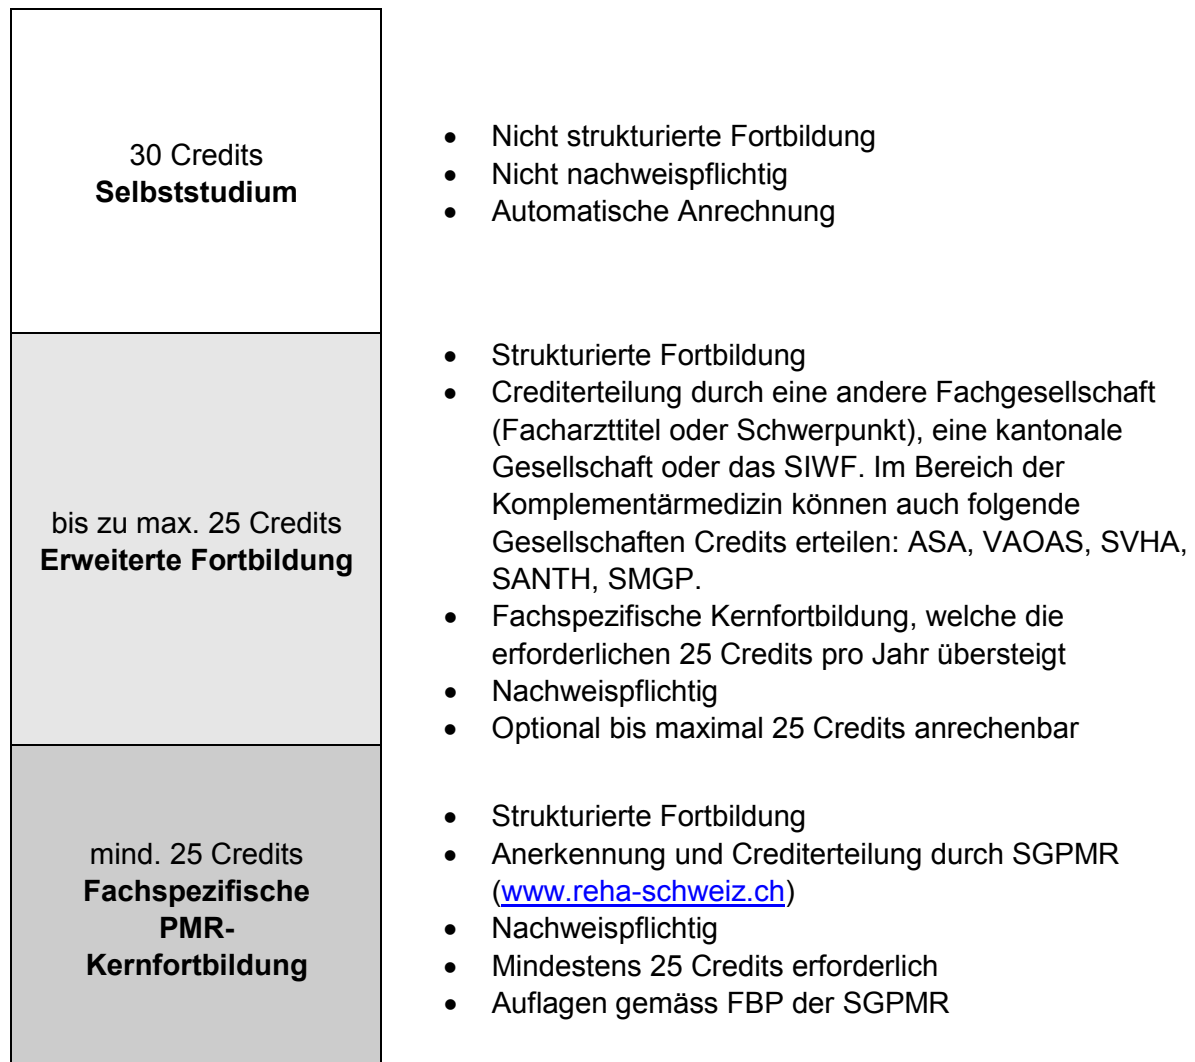 30 Credits
Selbststudium
• Nicht strukturierte Fortbildung
• Nicht nachweispflichtig
• Automatische Anrechnung
bis zu max. 25 Credits
Erweiterte Fortbildung
• Strukturierte Fortbildung
• Crediterteilung durch eine andere Fachgesellschaft
(Facharzttitel oder Schwerpunkt), eine kantonale
Gesellschaft oder das SIWF. Im Bereich der
Komplementärmedizin können auch folgende
Gesellschaften Credits erteilen: ASA, VAOAS, SVHA,
SANTH, SMGP.
• Fachspezifische Kernfortbildung, welche die
erforderlichen 25 Credits pro Jahr übersteigt
• Nachweispflichtig
• Optional bis maximal 25 Credits anrechenbar
mind. 25 Credits
Fachspezifische
PMR-
Kernfortbildung
• Strukturierte Fortbildung
• Anerkennung und Crediterteilung durch SGPMR
(www.reha-schweiz.ch)
• Nachweispflichtig
• Mindestens 25 Credits erforderlich
• Auflagen gemäss FBP der SGPMR